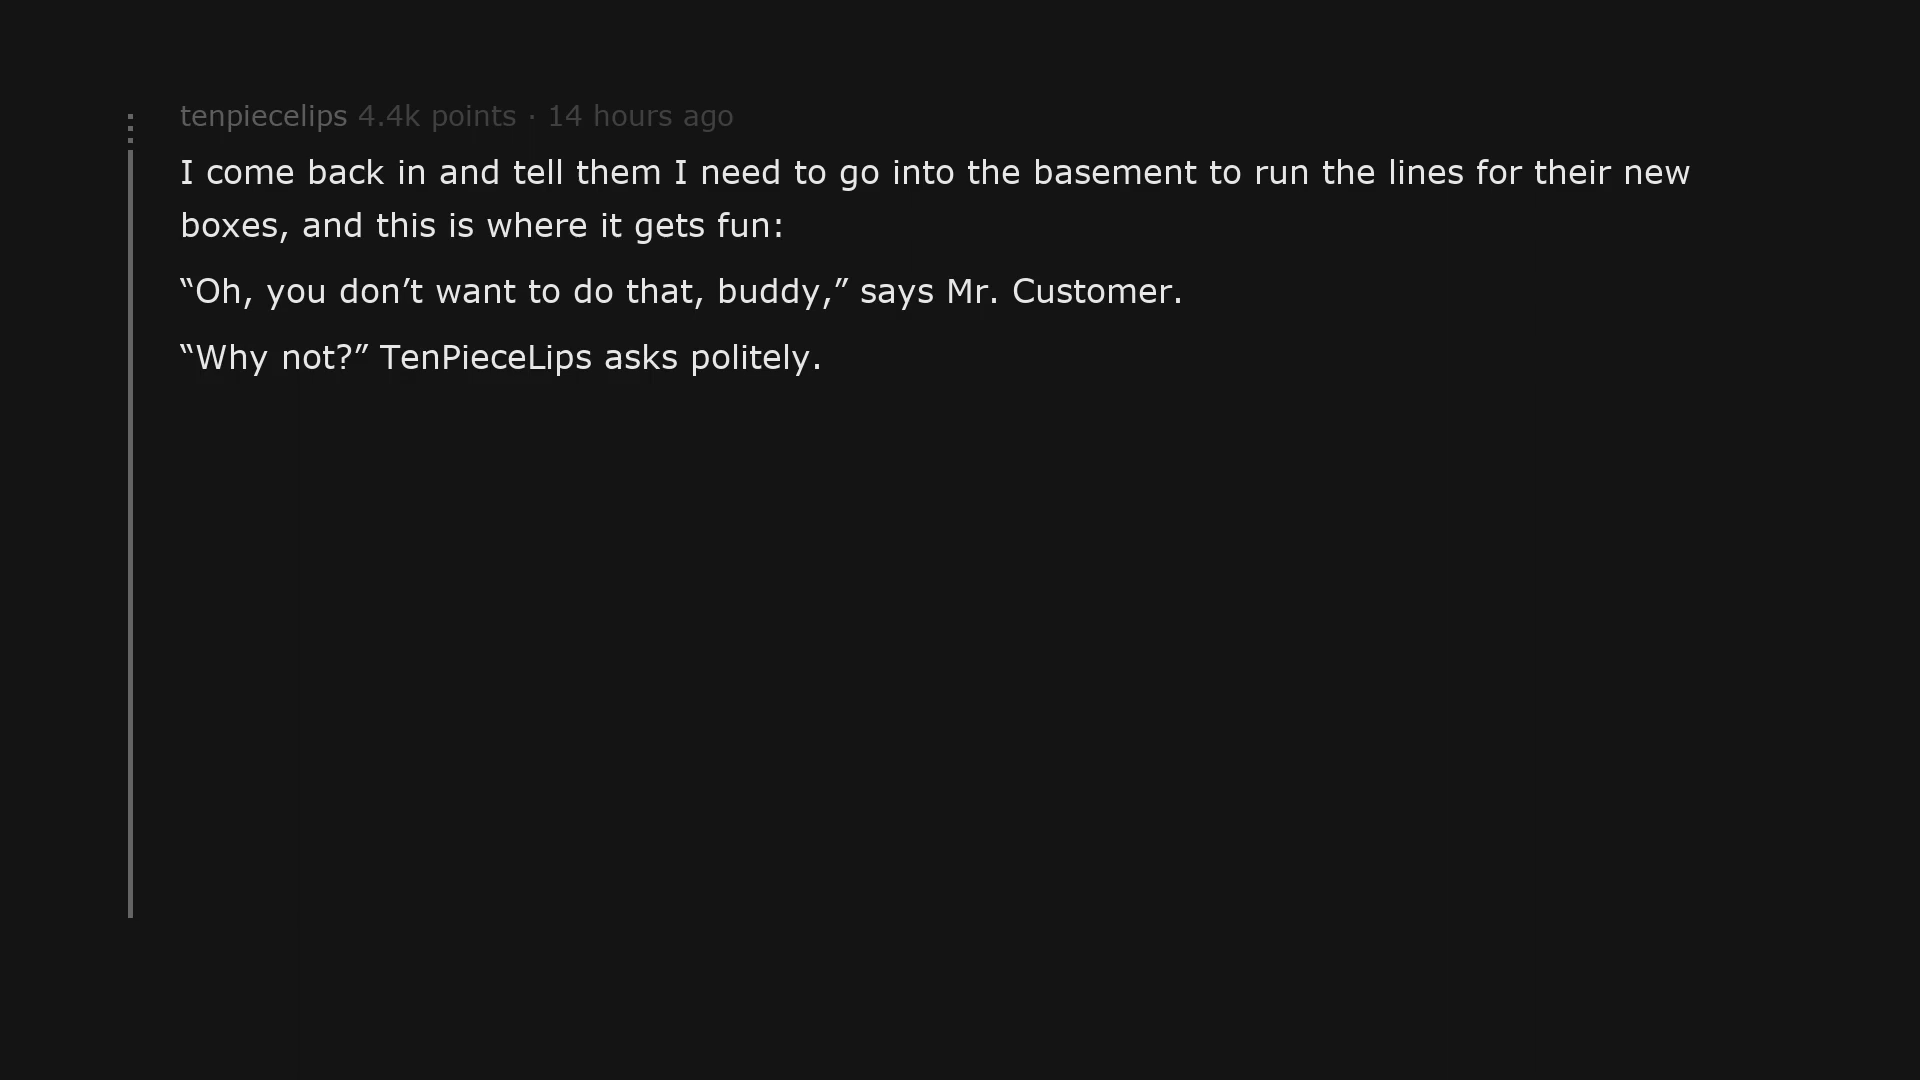 tenpiecelips 4.4k points · 14 hours ago
I come back in and tell them I need to go into the basement to run the lines for their new
boxes, and this is where it gets fun:
“Oh, you don’t want to do that, buddy,” says Mr. Customer.
“Why not?” TenPieceLips asks politely.